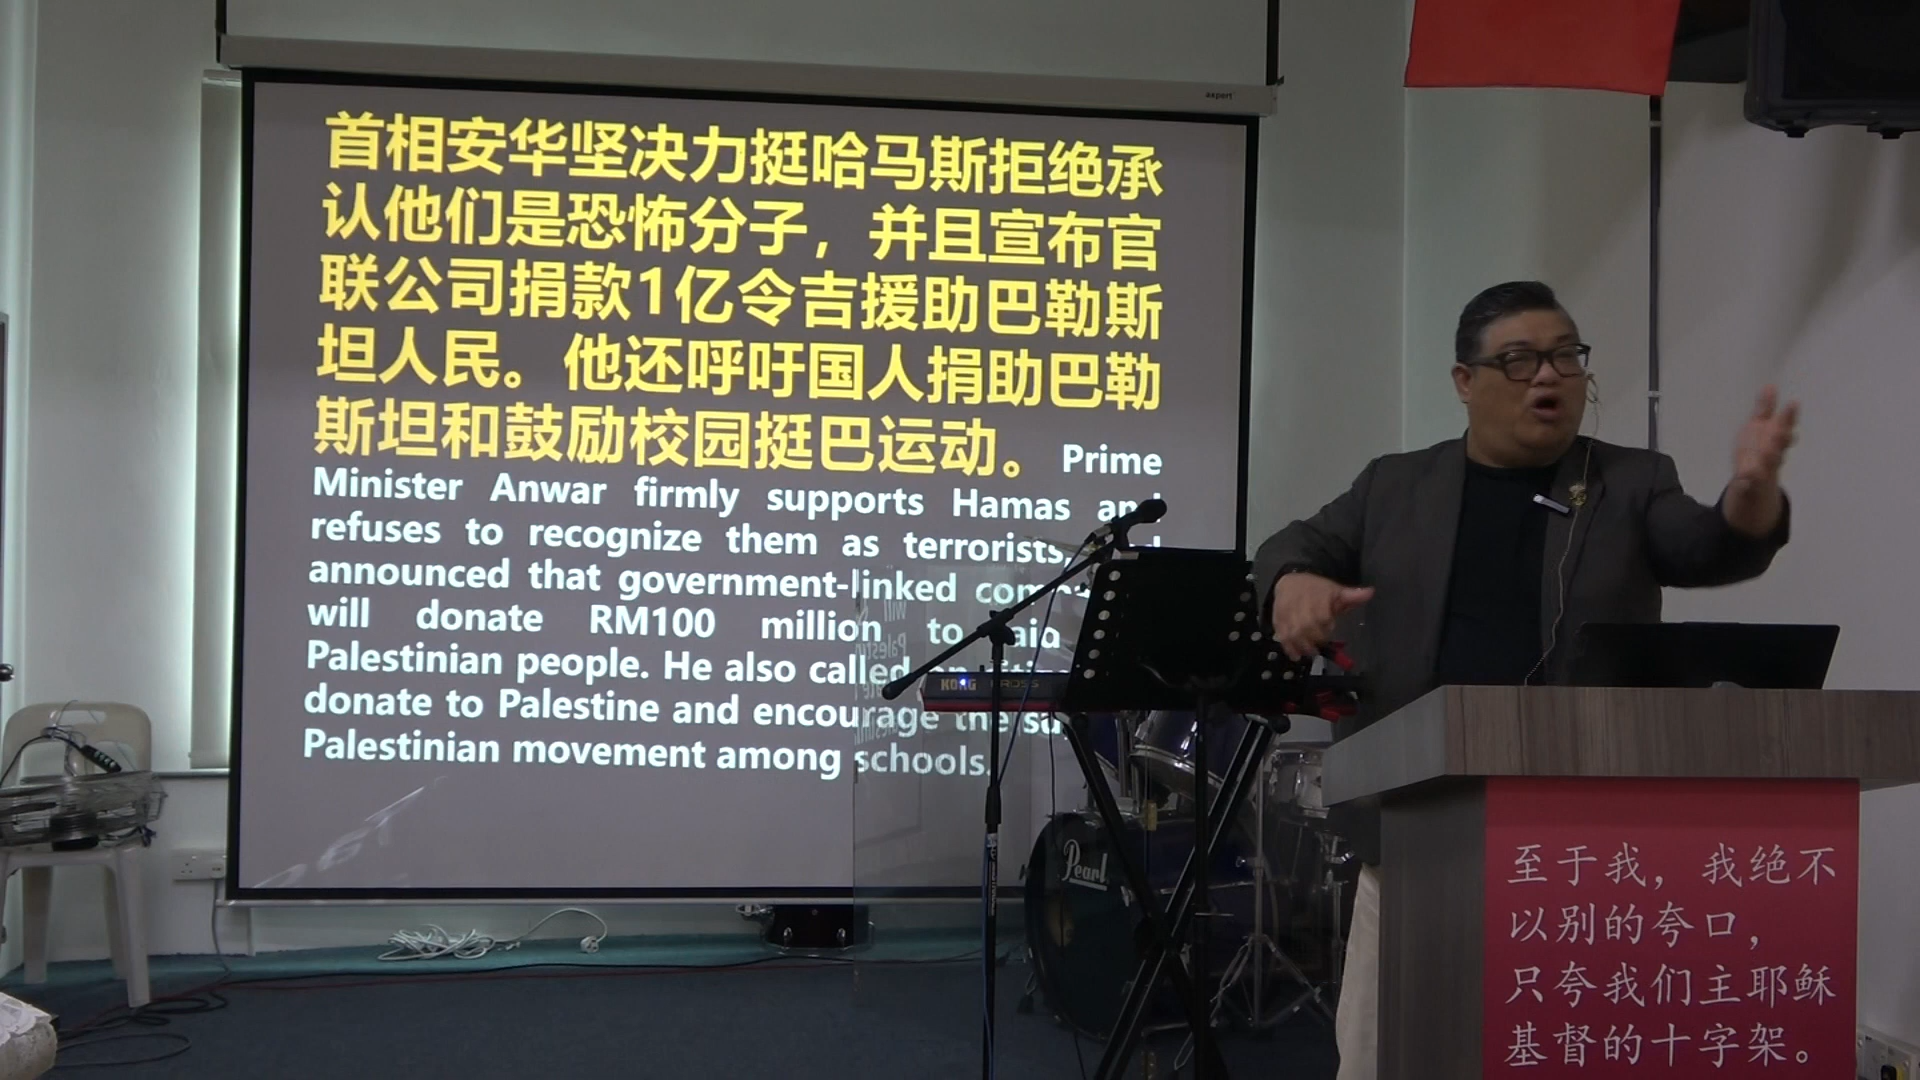 axpert
首相安华坚决力挺哈马斯拒绝承
认他们是恐怖分子，并且宣布官
联公司捐款1亿令吉援助巴勒斯
坦人民。他还呼吁国人捐助巴勒
斯坦和鼓励校园挺巴运动。 Prime
Minister Anwar firmly supports Hamas and
refuses to recognize them as terrorists,
announced that government-linked
will donate RM100 million to aid
Palestinian people. He also called
donate to Palestine and encourage the
Palestinian movement among schools.
KORG KROSS
Pearl
至于我，我绝不
以别的夸口，
只夸我们主耶稣
基督的十字架。